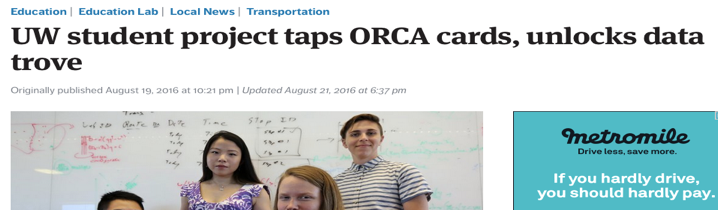 Education | Education Lab | Local News | Transportation
UW student project taps ORCA cards, unlocks data
trove
Originally published August 19, 2016 at 10:21 pm | Updated August 21, 2016 at 6:37 pm
metromile
Drive less, save more.
If you hardly drive,
you should hardly pay.